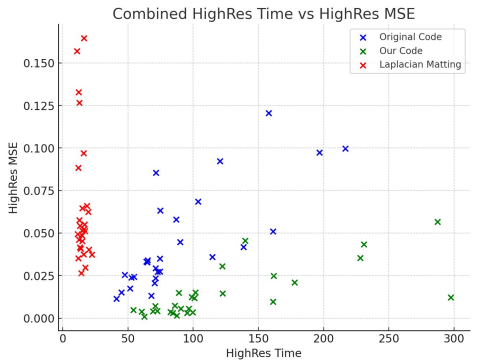 Combined HighRes Time vs HighRes MSE
Original Code
Our Code
Laplacian Matting
HighRes MSE
0.150
0.125
0.100
0.075
0.050
0.025
0.000
0
50
100
150
200
250
300
HighRes Time